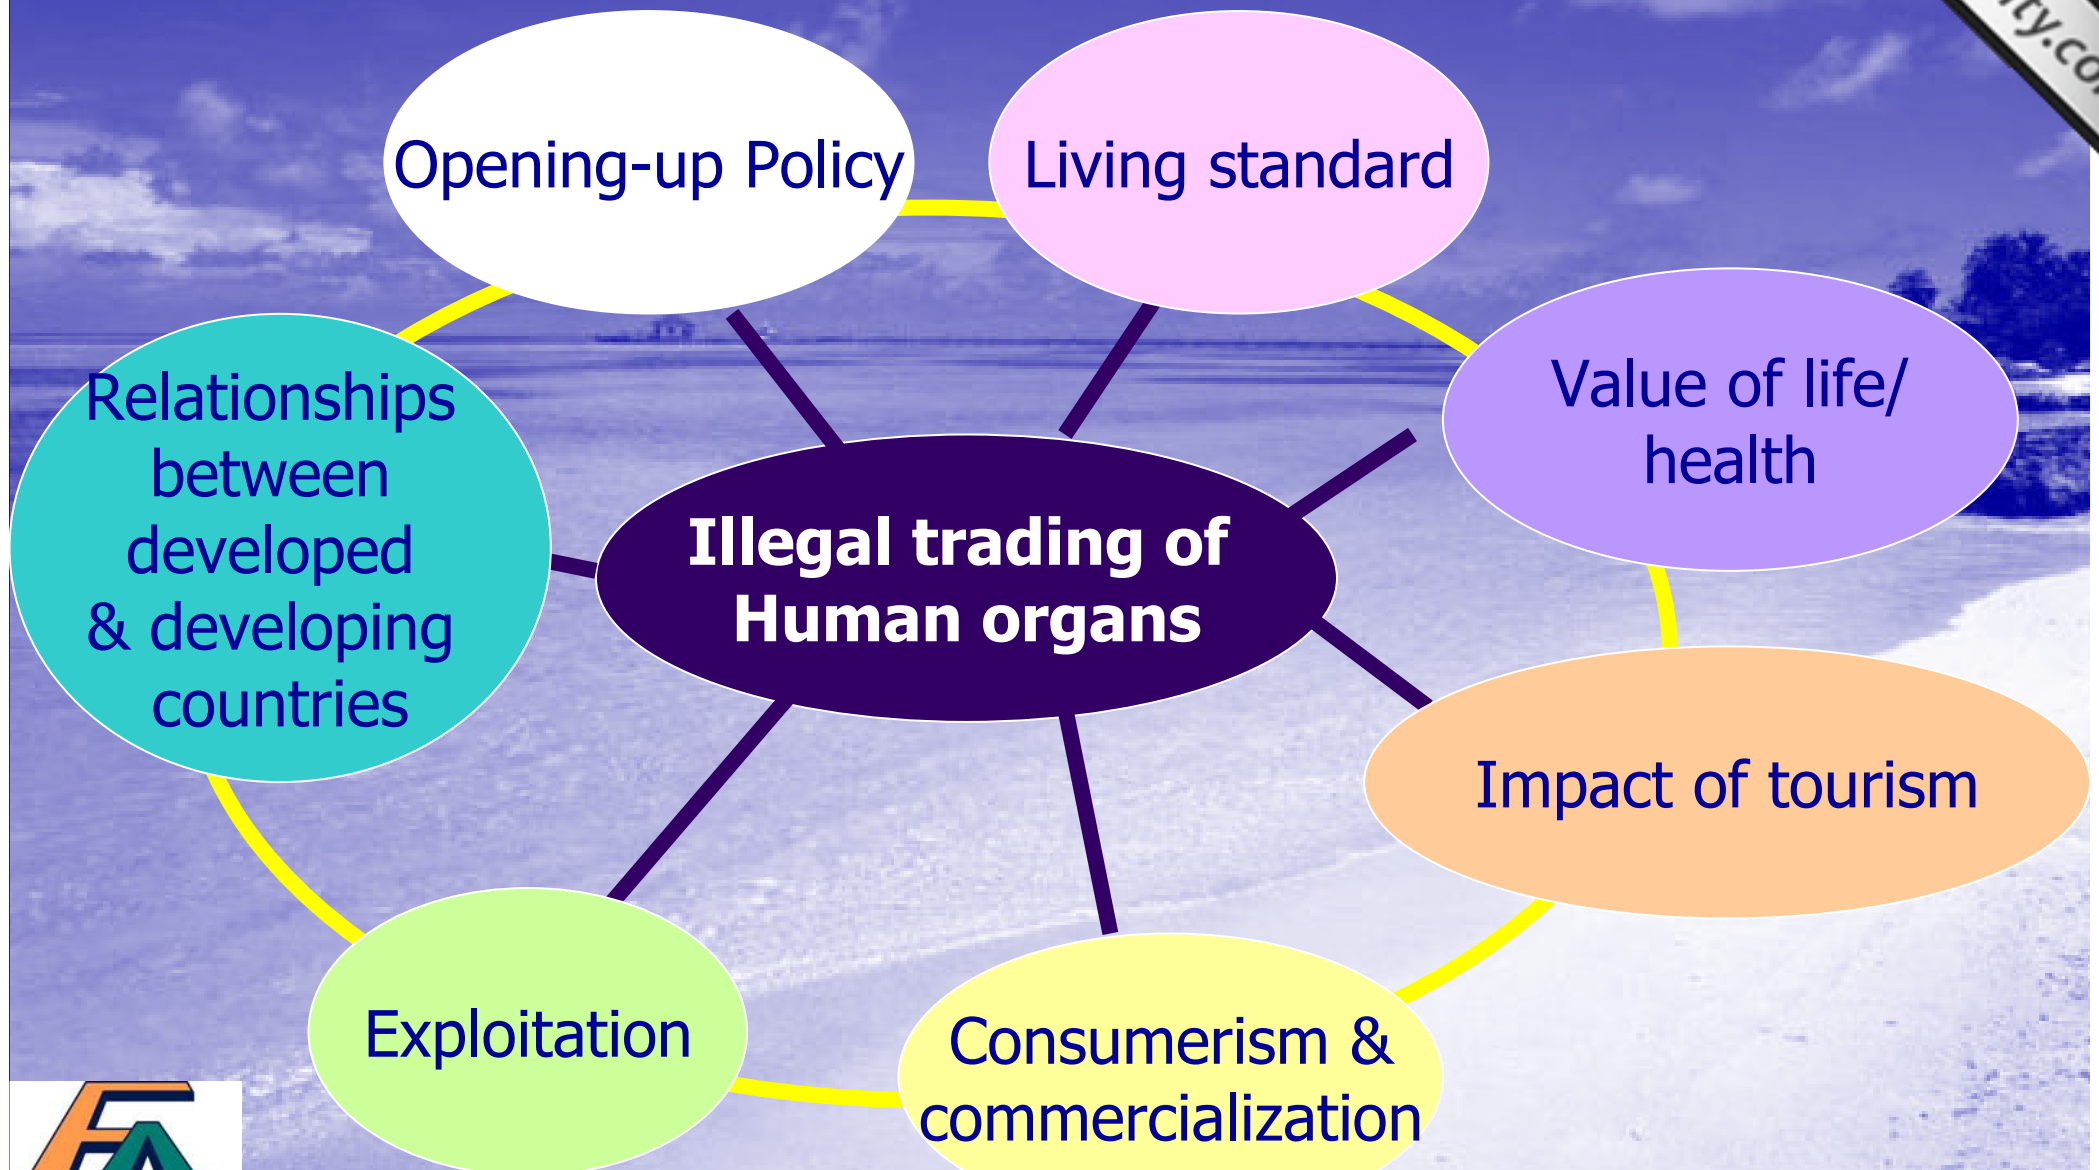 Opening-up Policy
Living standard
Value of life/
health
Relationships
between
developed
& developing
countries
Illegal trading of
Human organs
Impact of tourism
Exploitation
Consumerism &
commercialization